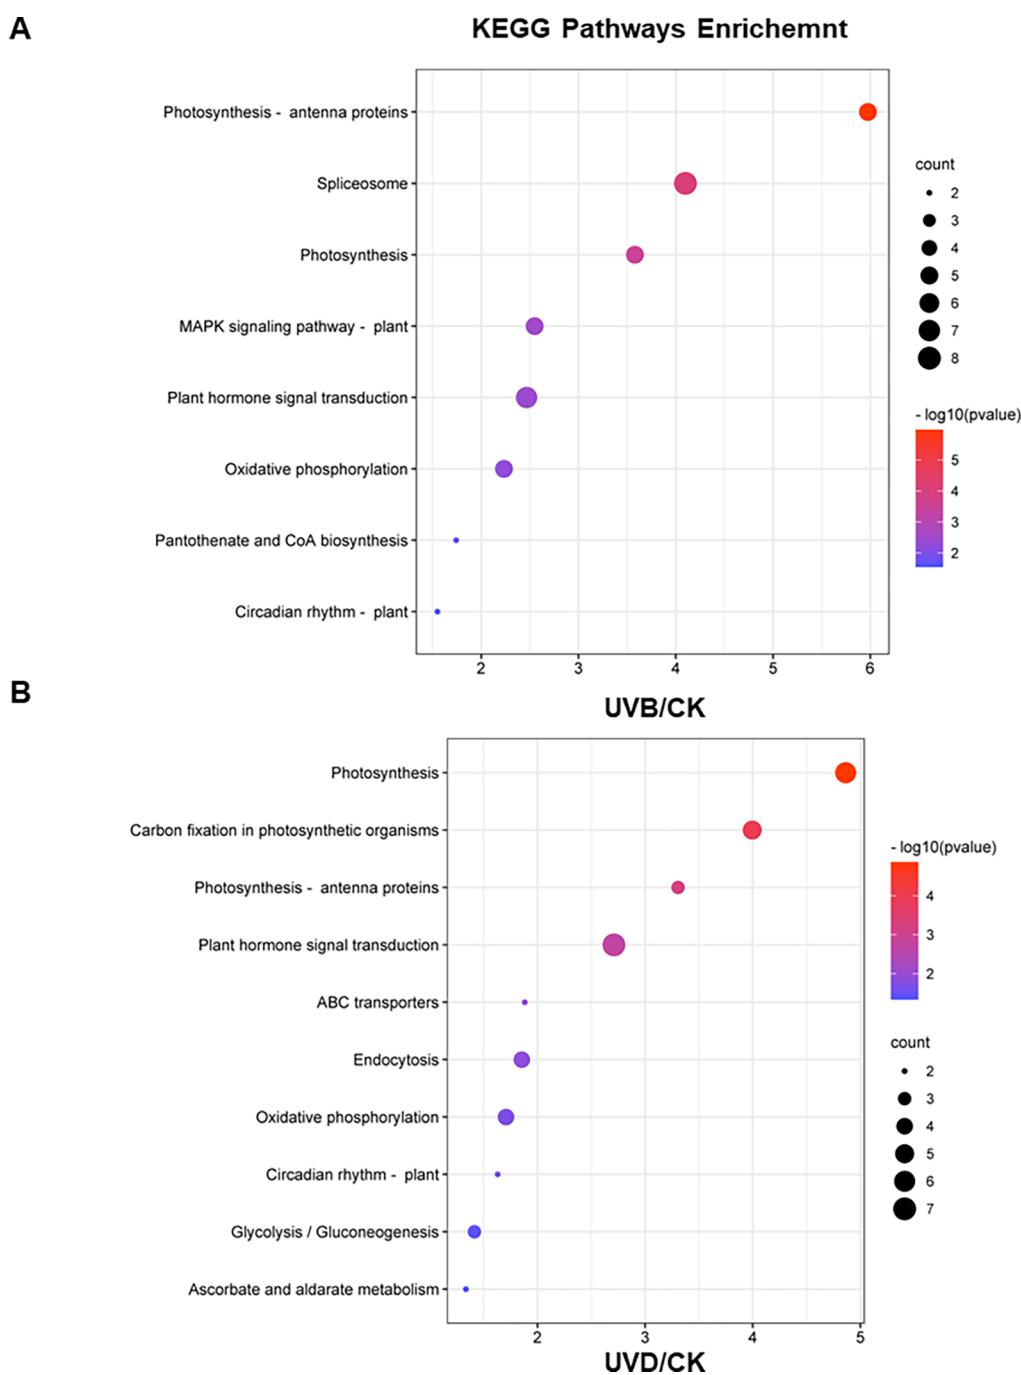 A
KEGG Pathways Enrichemnt
Photosynthesis - antenna proteins
Spliceosome
Photosynthesis
MAPK signaling pathway - plant
Plant hormone signal transduction
Oxidative phosphorylation
Pantothenate and CoA biosynthesis
Circadian rhythm - plant
2 3 4 5 6
UVB/CK
count
2
3
4
5
6
7
8
- log10(pvalue)
5
4
3
2
B
Photosynthesis
Carbon fixation in photosynthetic organisms
Photosynthesis - antenna proteins
Plant hormone signal transduction
ABC transporters
Endocytosis
Oxidative phosphorylation
Circadian rhythm - plant
Glycolysis / Gluconeogenesis
Ascorbate and aldarate metabolism
2 3 4 5
UVD/CK
- log10(pvalue)
4
3
2
count
2
3
4
5
6
7